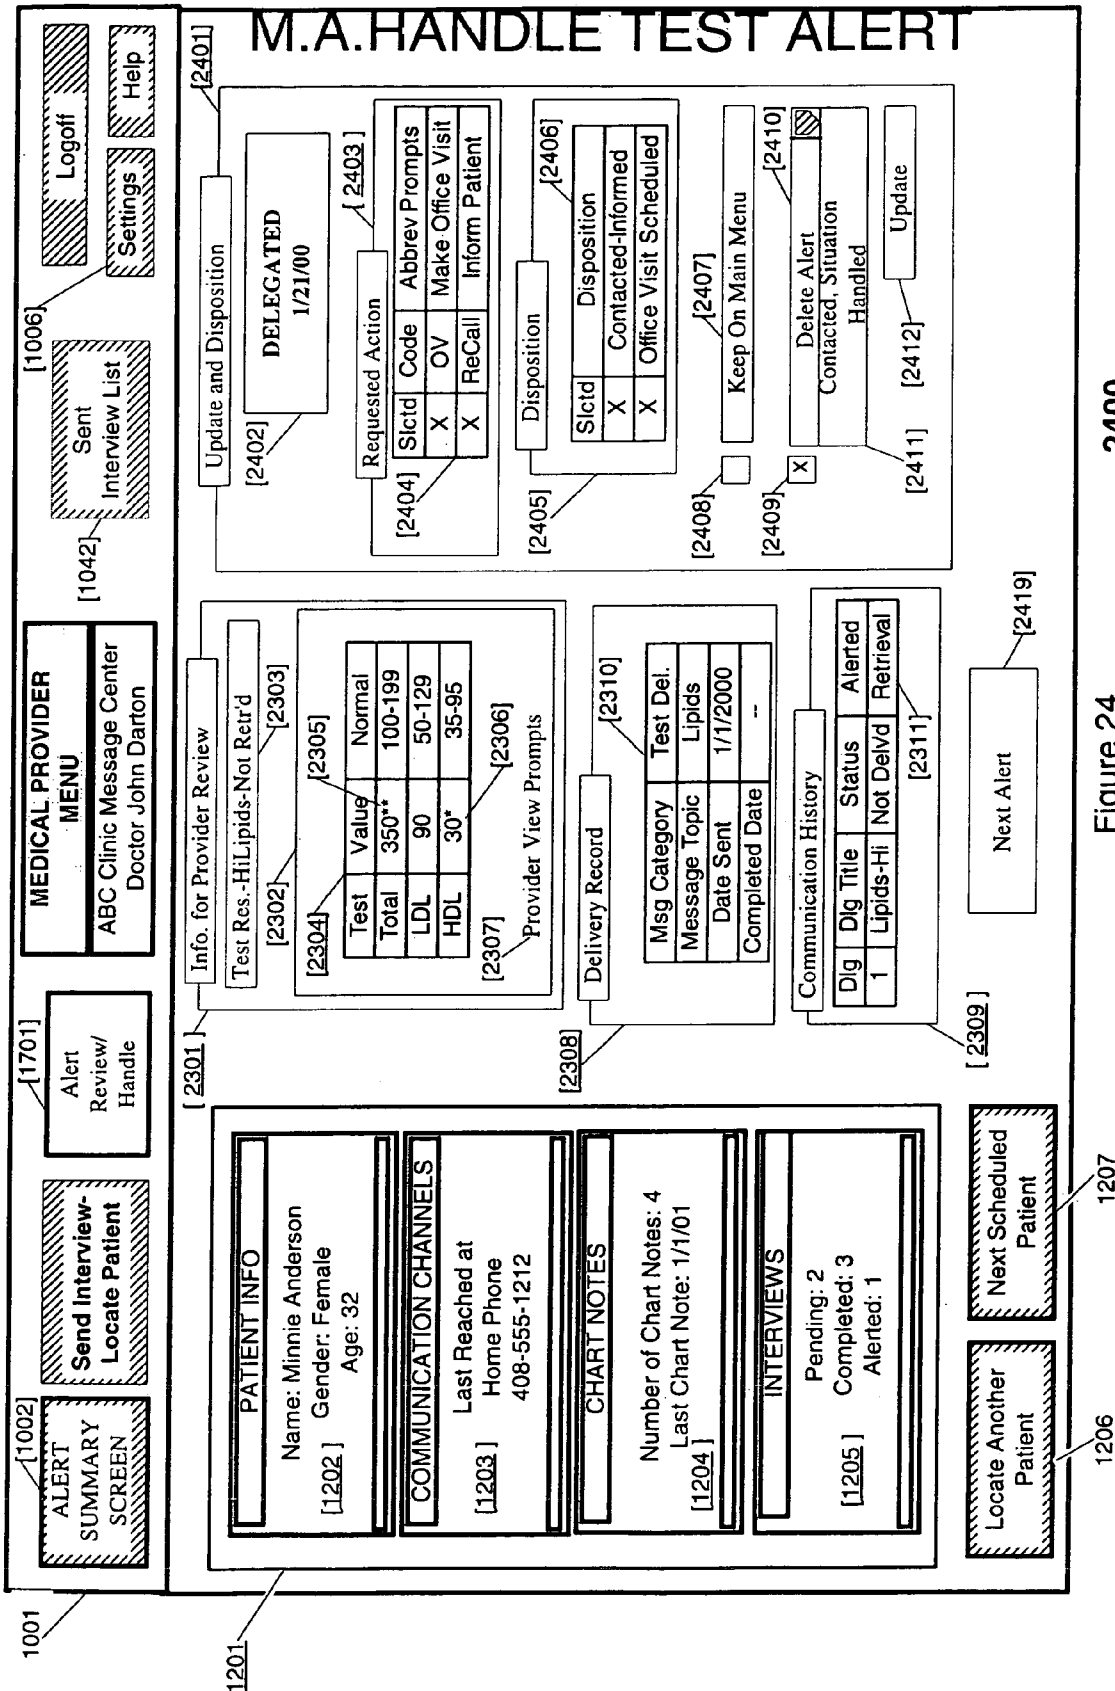 M.A.HANDLE TEST ALERT
1001
[1002]
ALERT
SUMMARY
SCREEN
Send Interview-
Locate Patient
[1701]
Alert
Review/
Handle
MEDICAL PROVIDER
MENU
ABC Clinic Message Center
Doctor John Darton
[1042]
Sent
Interview List
[1006]
Logoff
Settings
Help
1201
PATIENT INFO
Name: Minnie Anderson
Gender: Female
Age: 32
[1202 ]
COMMUNICATION CHANNELS
Last Reached at
Home Phone
408-555-1212
[1203 ]
CHART NOTES
Number of Chart Notes: 4
Last Chart Note: 1/1/01
[1204 ]
INTERVIEWS
Pending: 2
Completed: 3
Alerted: 1
[1205 ]
Locate Another
Patient
1206
Next Scheduled
Patient
1207
[ 2301 ]
Info. for Provider Review
Test Res.-HiLipids-Not Retr'd
[2302]
[2303]
[2304]
[2305]
Test Value Normal
Total 350** 100-199
LDL 90 50-129
HDL 30* 35-95
[2306]
[2307]
Provider View Prompts
[2308]
Delivery Record
[2310]
Msg Category Test Del.
Message Topic Lipids
Date Sent 1/1/2000
Completed Date --
[ 2309 ]
Communication History
Dlg Dlg Title Status Alerted
1 Lipids-Hi Not Delvd Retrieval
[2311]
Next Alert
[2419]
[2401]
Update and Disposition
[2402]
DELEGATED
1/21/00
[ 2403 ]
Requested Action
[2404]
Slctd Code Abbrev Prompts
X OV Make Office Visit
X ReCall Inform Patient
[2405]
Disposition
[2406]
Slctd Disposition
X Contacted-Informed
X Office Visit Scheduled
[2407]
[2408]
Keep On Main Menu
[2409]
X
[2410]
Delete Alert
Contacted, Situation
Handled
[2411]
[2412]
Update
Figure 24
2400